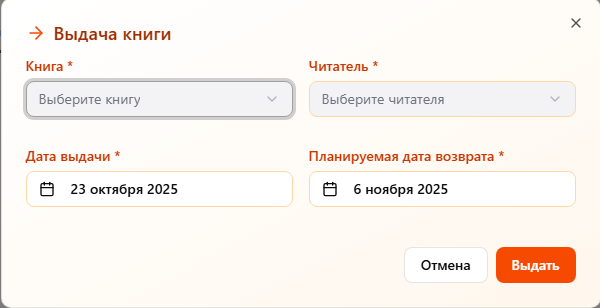 Выдача книги
Книга *
Читатель *
Выберите книгу
Выберите читателя
Дата выдачи *
Планируемая дата возврата *
23 октября 2025
6 ноября 2025
Отмена
Выдать